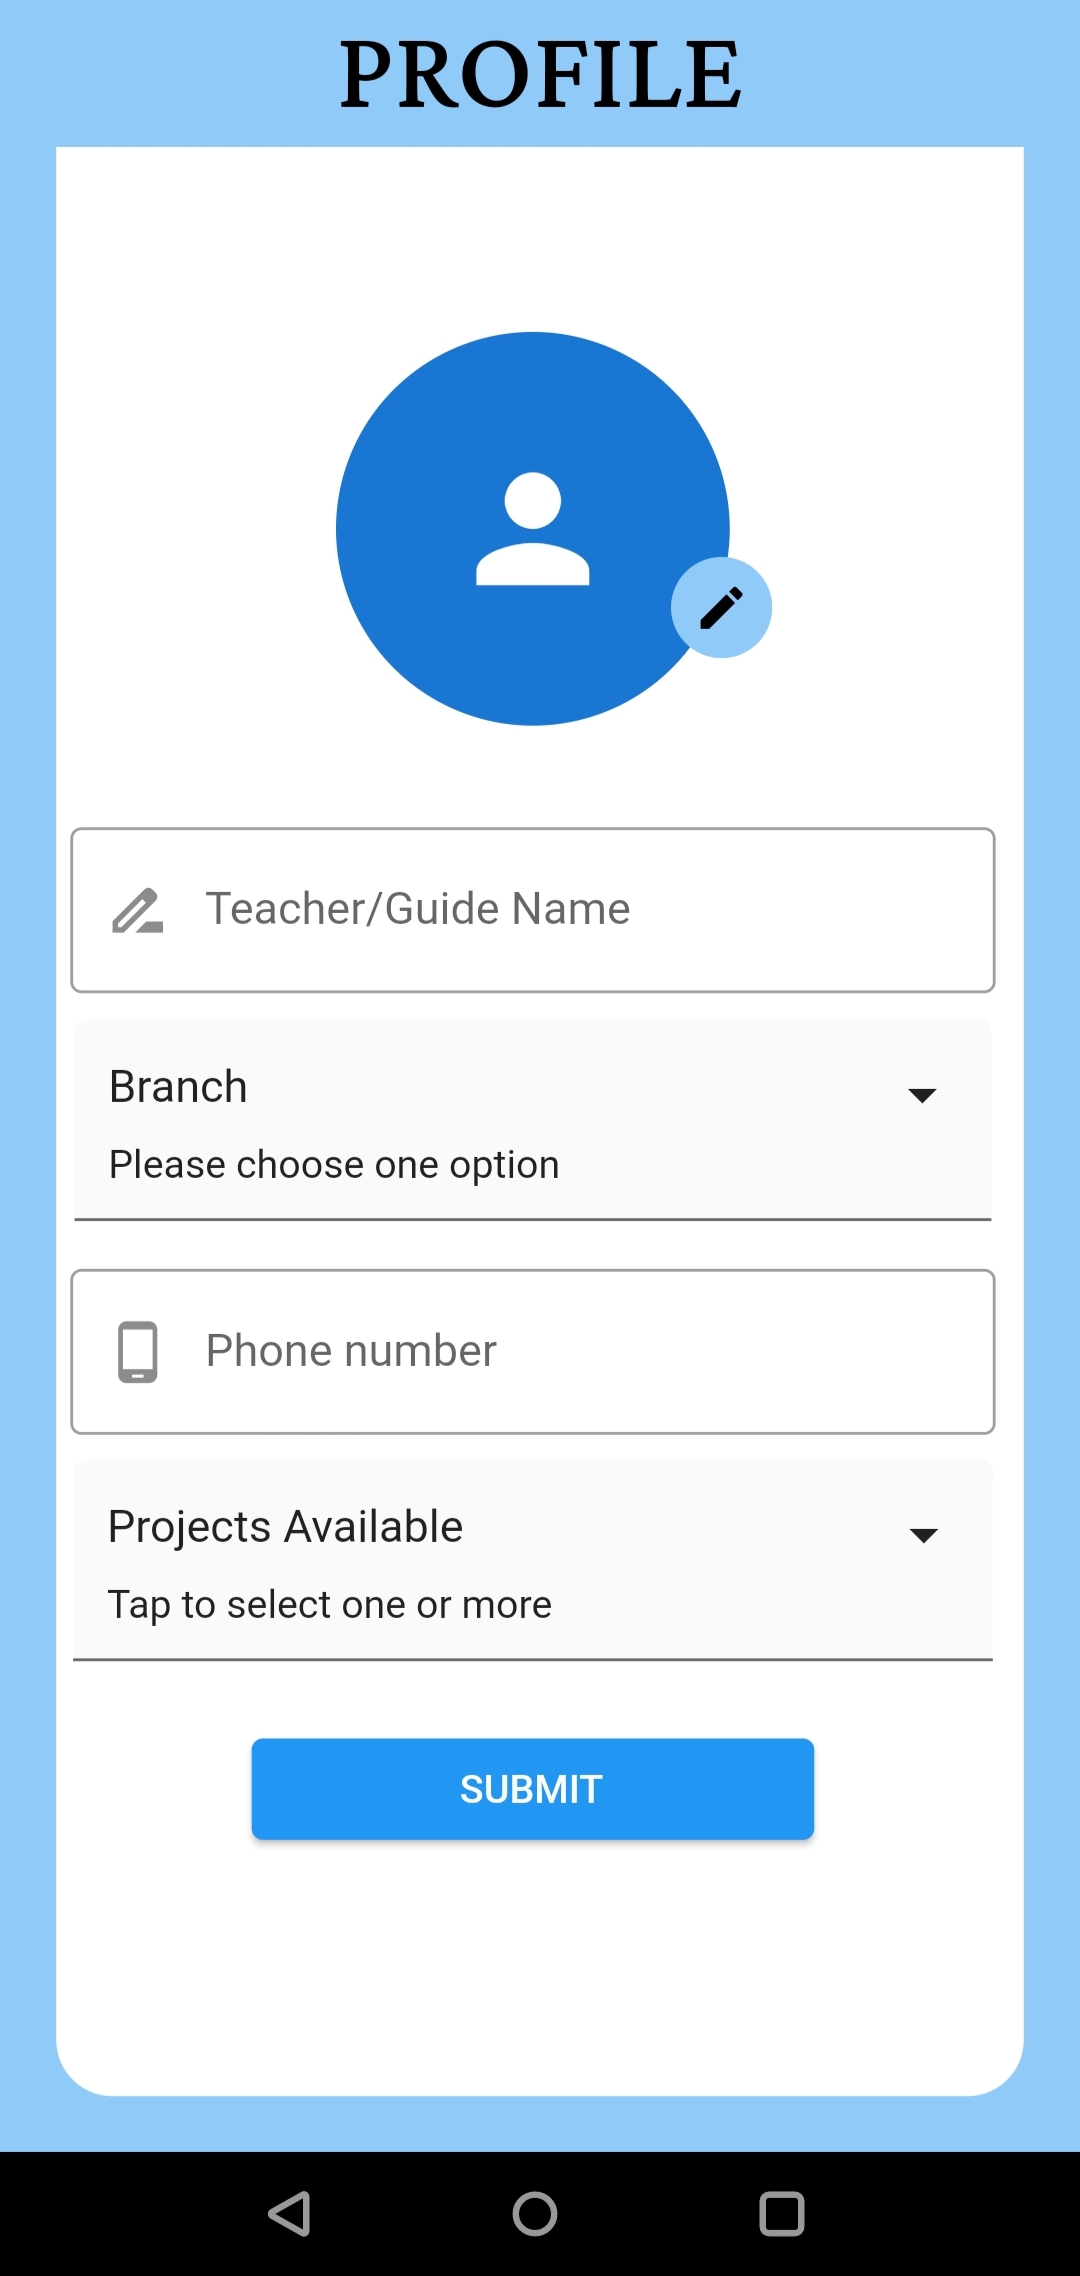 PROFILE
Teacher/Guide Name
Branch
Please choose one option
Phone number
Projects Available
Tap to select one or more
SUBMIT